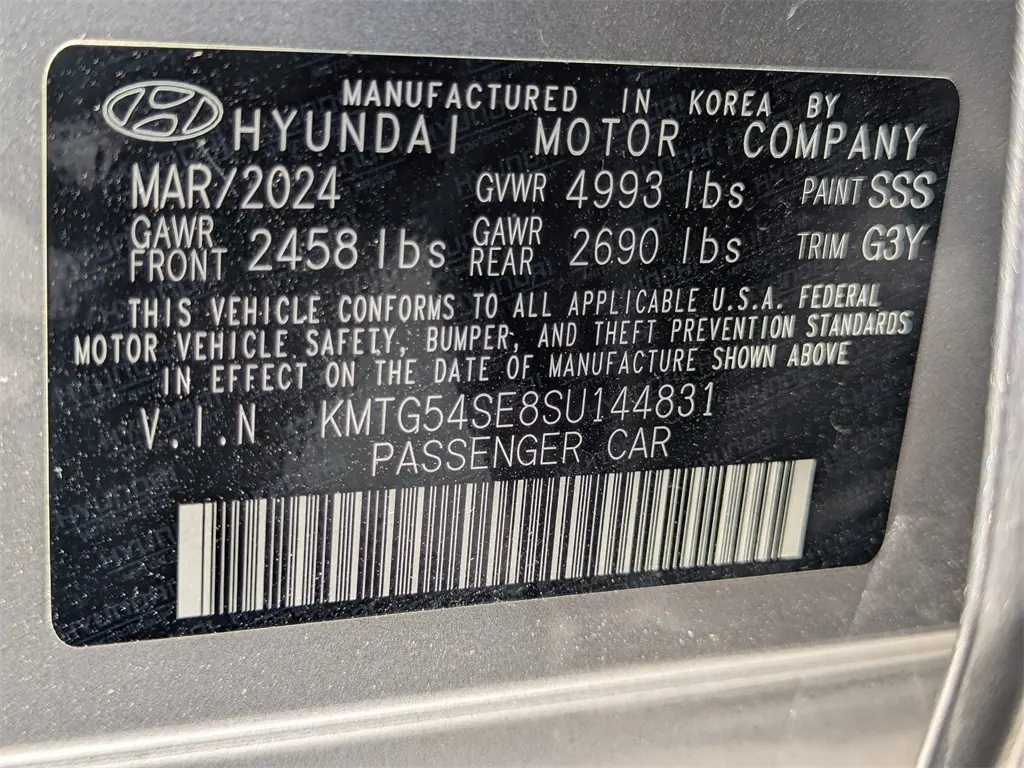 MANUFACTURED IN KOREA BY
HYUNDAI MOTOR COMPANY
MAR/2024 GVWR 4993 lbs PAINT SSS
GAWR FRONT 2458 lbs GAWR REAR 2690 lbs TRIM G3Y
THIS VEHICLE CONFORMS TO ALL APPLICABLE U.S.A. FEDERAL
MOTOR VEHICLE SAFETY, BUMPER, AND THEFT PREVENTION STANDARDS
IN EFFECT ON THE DATE OF MANUFACTURE SHOWN ABOVE
V.I.N KMTG54SE8SU144831
PASSENGER CAR